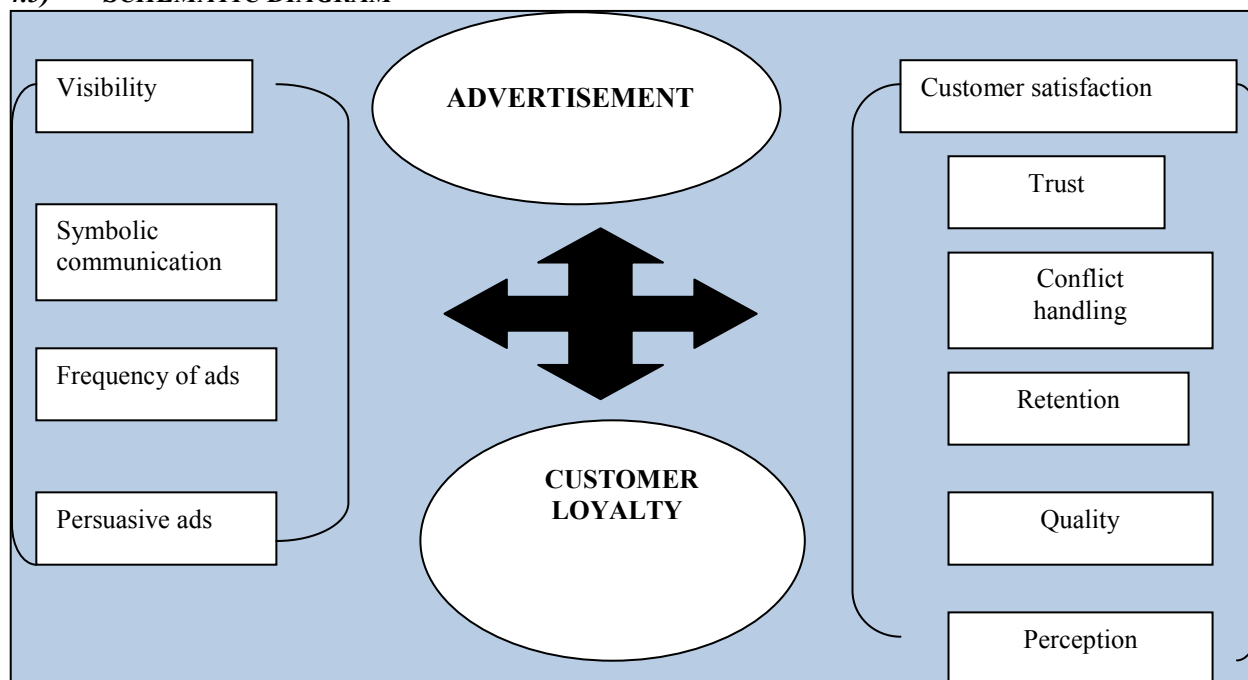 SCHEMATIC DIAGRAM
Visibility
Symbolic
communication
Frequency of ads
Persuasive ads
ADVERTISEMENT
CUSTOMER
LOYALTY
Customer satisfaction
Trust
Conflict
handling
Retention
Quality
Perception